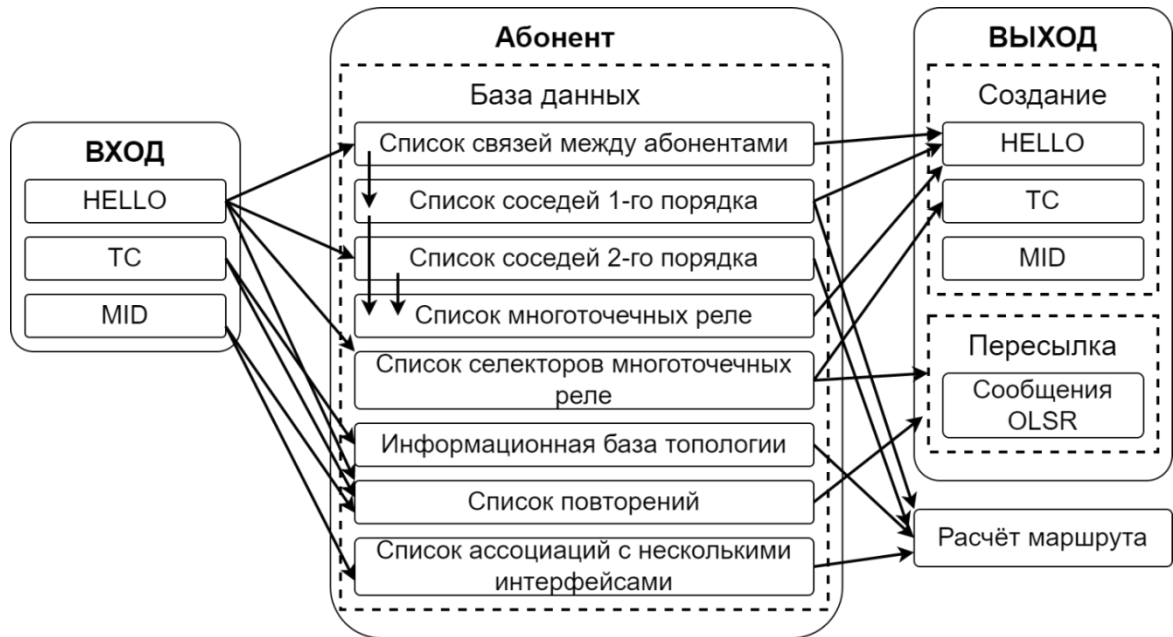 ВХОД
HELLO
TC
MID
Абонент
База данных
Список связей между абонентами
Список соседей 1-го порядка
Список соседей 2-го порядка
Список многоточечных реле
Список селекторов многоточечных
реле
Информационная база топологии
Список повторений
Список ассоциаций с несколькими
интерфейсами
ВЫХОД
Создание
HELLO
TC
MID
Пересылка
Сообщения
OLSR
Расчёт маршрута